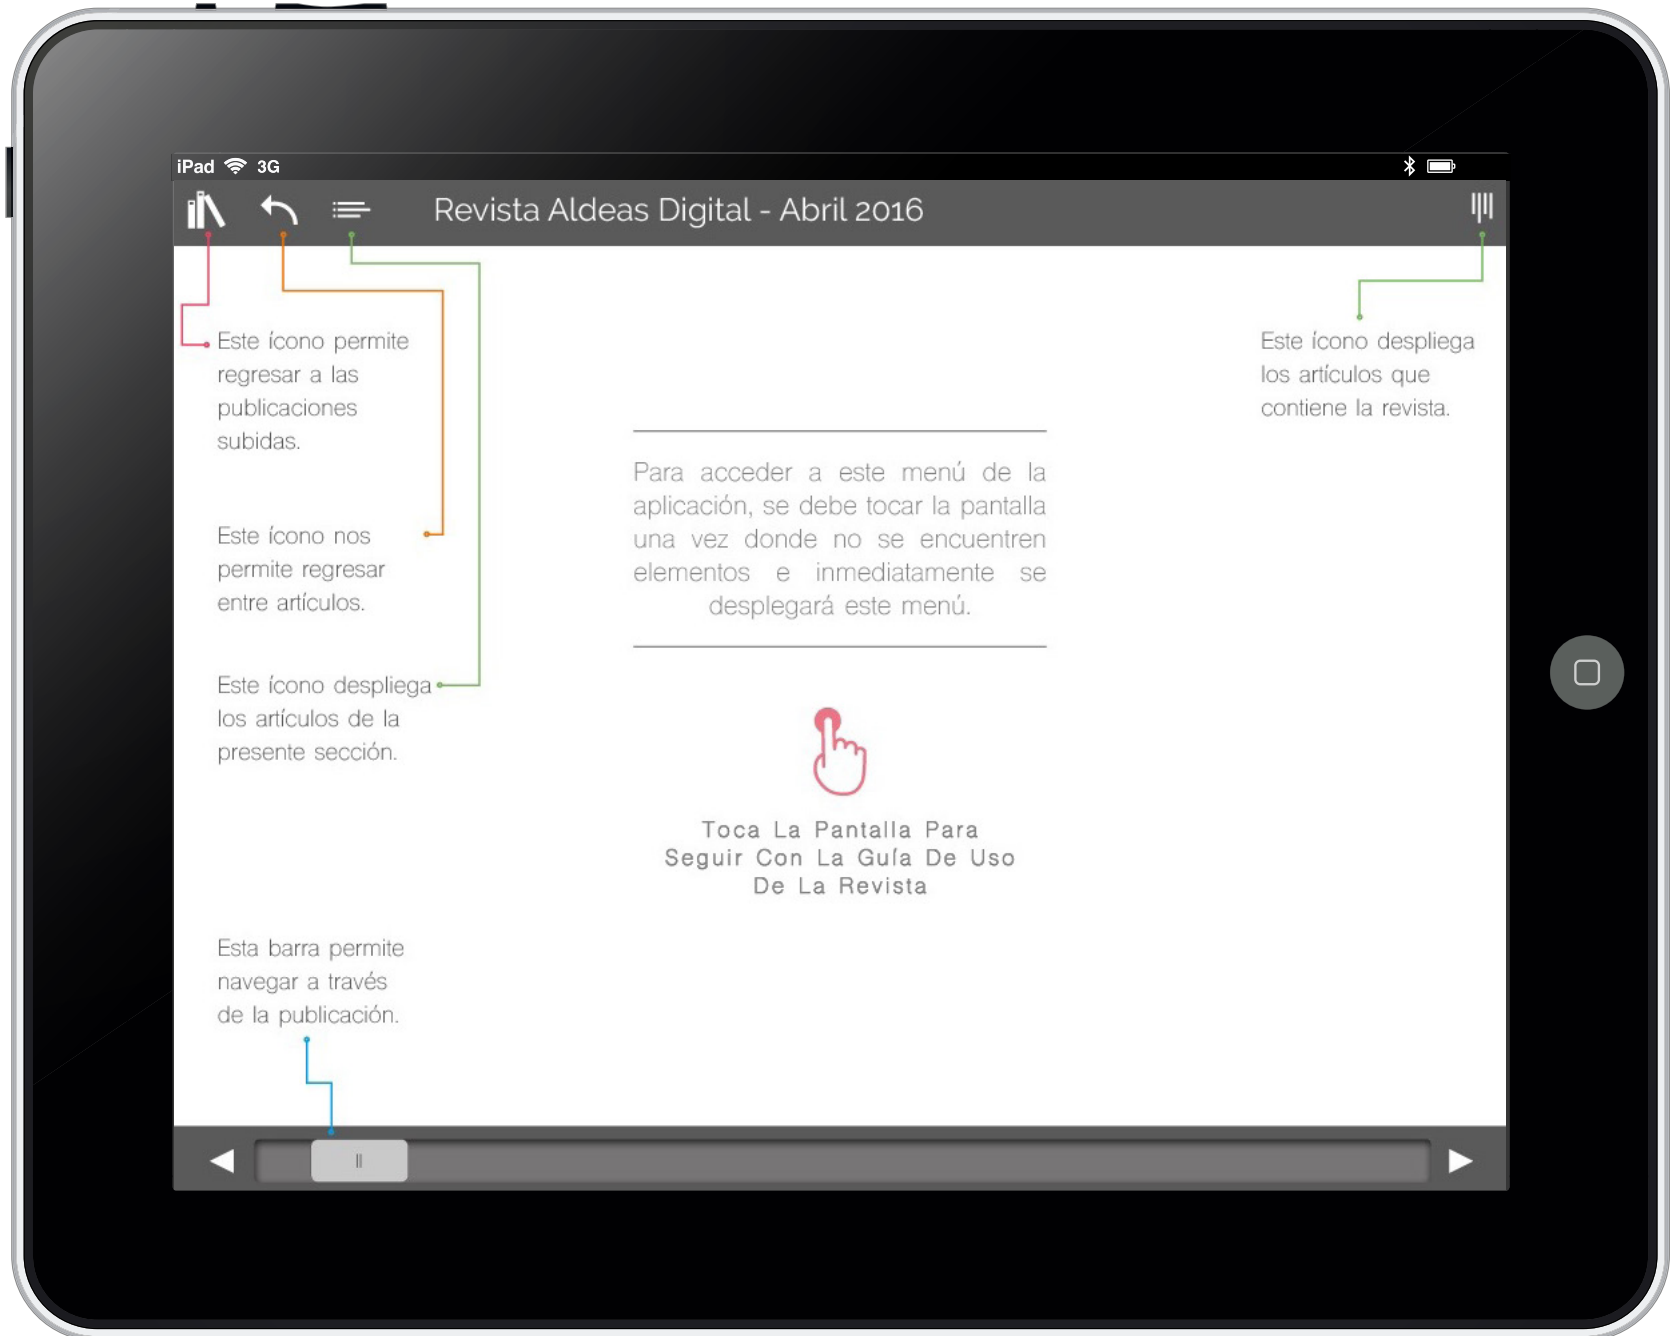 iPad 3G
Revista Aldeas Digital - Abril 2016
Este ícono permite
regresar a las
publicaciones
subidas.
Este ícono nos
permite regresar
entre artículos.
Este ícono despliega
los artículos de la
presente sección.
Esta barra permite
navegar a través
de la publicación.
Para acceder a este menú de la
aplicación, se debe tocar la pantalla
una vez donde no se encuentren
elementos e inmediatamente se
desplegará este menú.
Toca La Pantalla Para
Seguir Con La Guía De Uso
De La Revista
Este ícono despliega
los artículos que
contiene la revista.